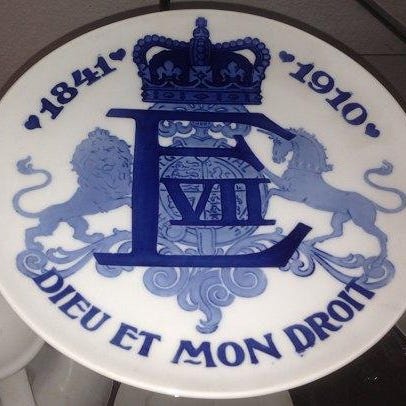 1841
1910
E
VII
DIEU ET MON DROIT